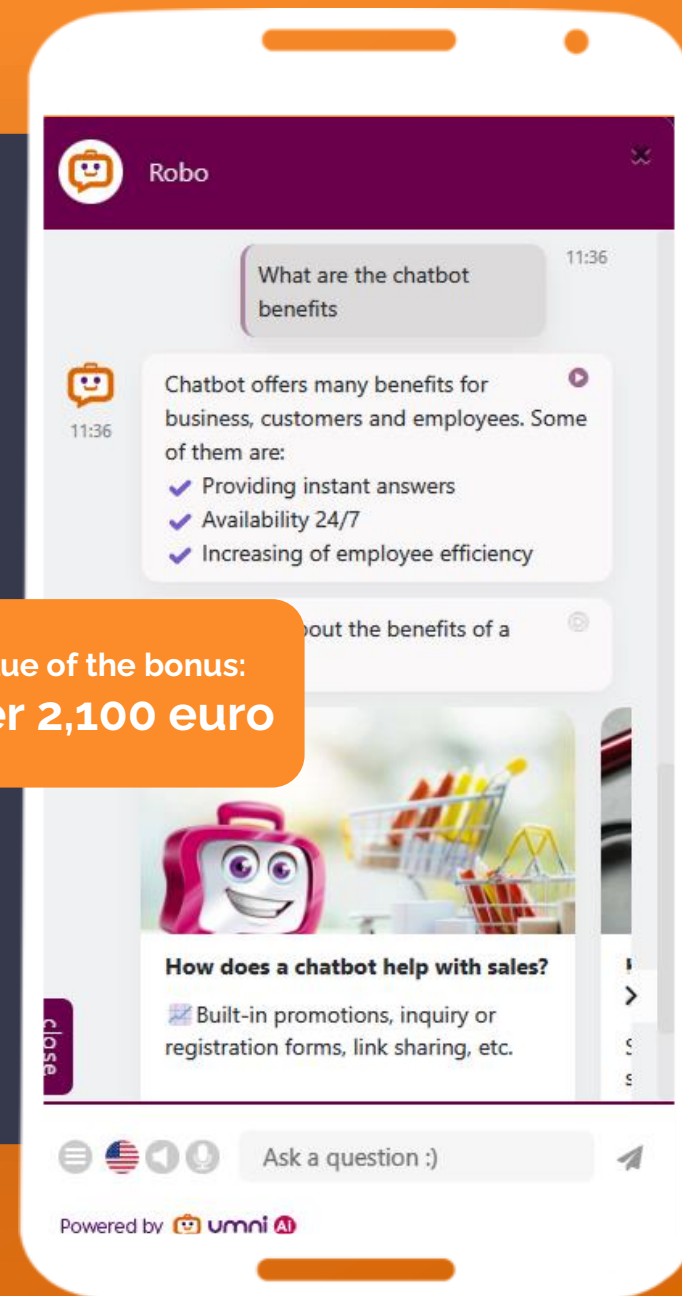 Robo
What are the chatbot
benefits
11:36
Chatbot offers many benefits for
business, customers and employees. Some
of them are:
Providing instant answers
Availability 24/7
Increasing of employee efficiency
11:36
about the benefits of a
ue of the bonus:
er 2,100 euro
How does a chatbot help with sales?
Built-in promotions, inquiry or
registration forms, link sharing, etc.
close
Ask a question :)
Powered by umni Ai